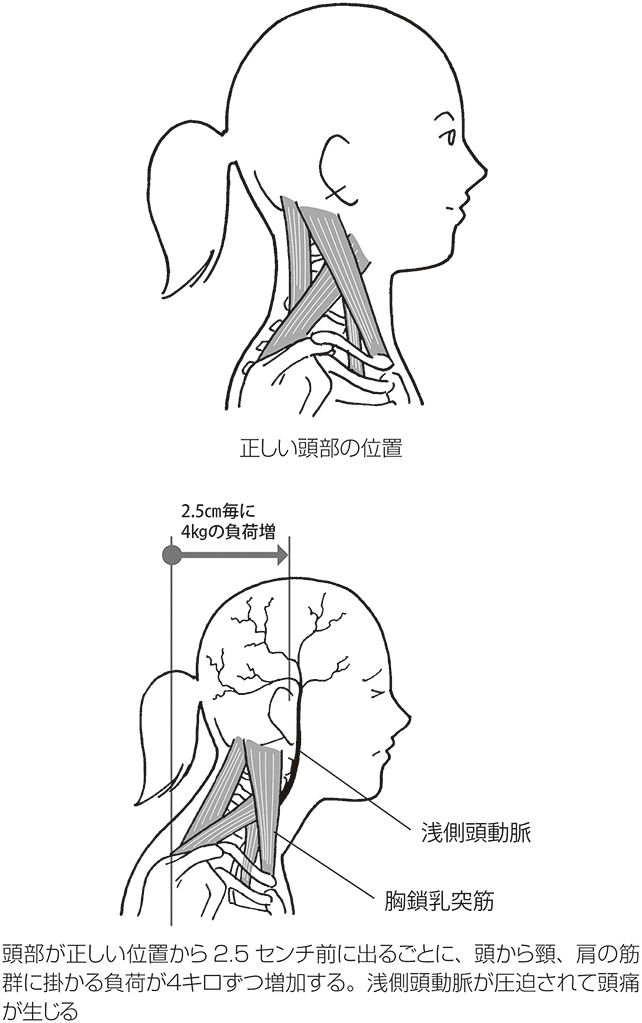 正しい頭部の位置
2.5㎝毎に
4㎏の負荷増
浅側頭動脈
胸鎖乳突筋
頭部が正しい位置から 2.5 センチ前に出るごとに、頭から頸、肩の筋
群に掛かる負荷が4キロずつ増加する。浅側頭動脈が圧迫されて頭痛
が生じる